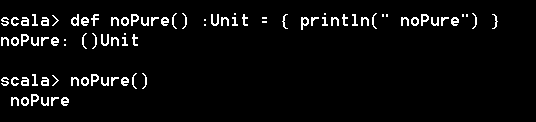 scala> def noPure() :Unit = { println(" noPure") }
noPure: ()Unit
scala> noPure()
 noPure